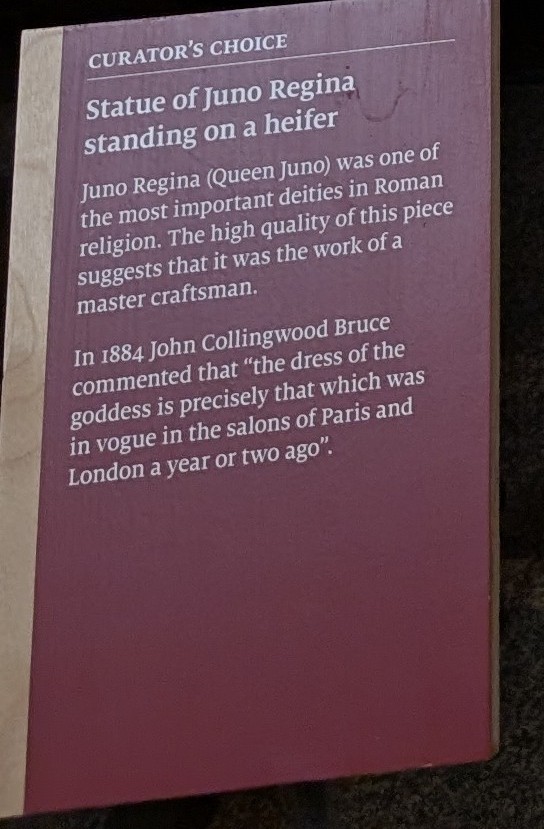 CURATOR'S CHOICE
Statue of Juno Regina
standing on a heifer
Juno Regina (Queen Juno) was one of
the most important deities in Roman
religion. The high quality of this piece
suggests that it was the work of a
master craftsman.
In 1884 John Collingwood Bruce
commented that “the dress of the
goddess is precisely that which was
in vogue in the salons of Paris and
London a year or two ago”.